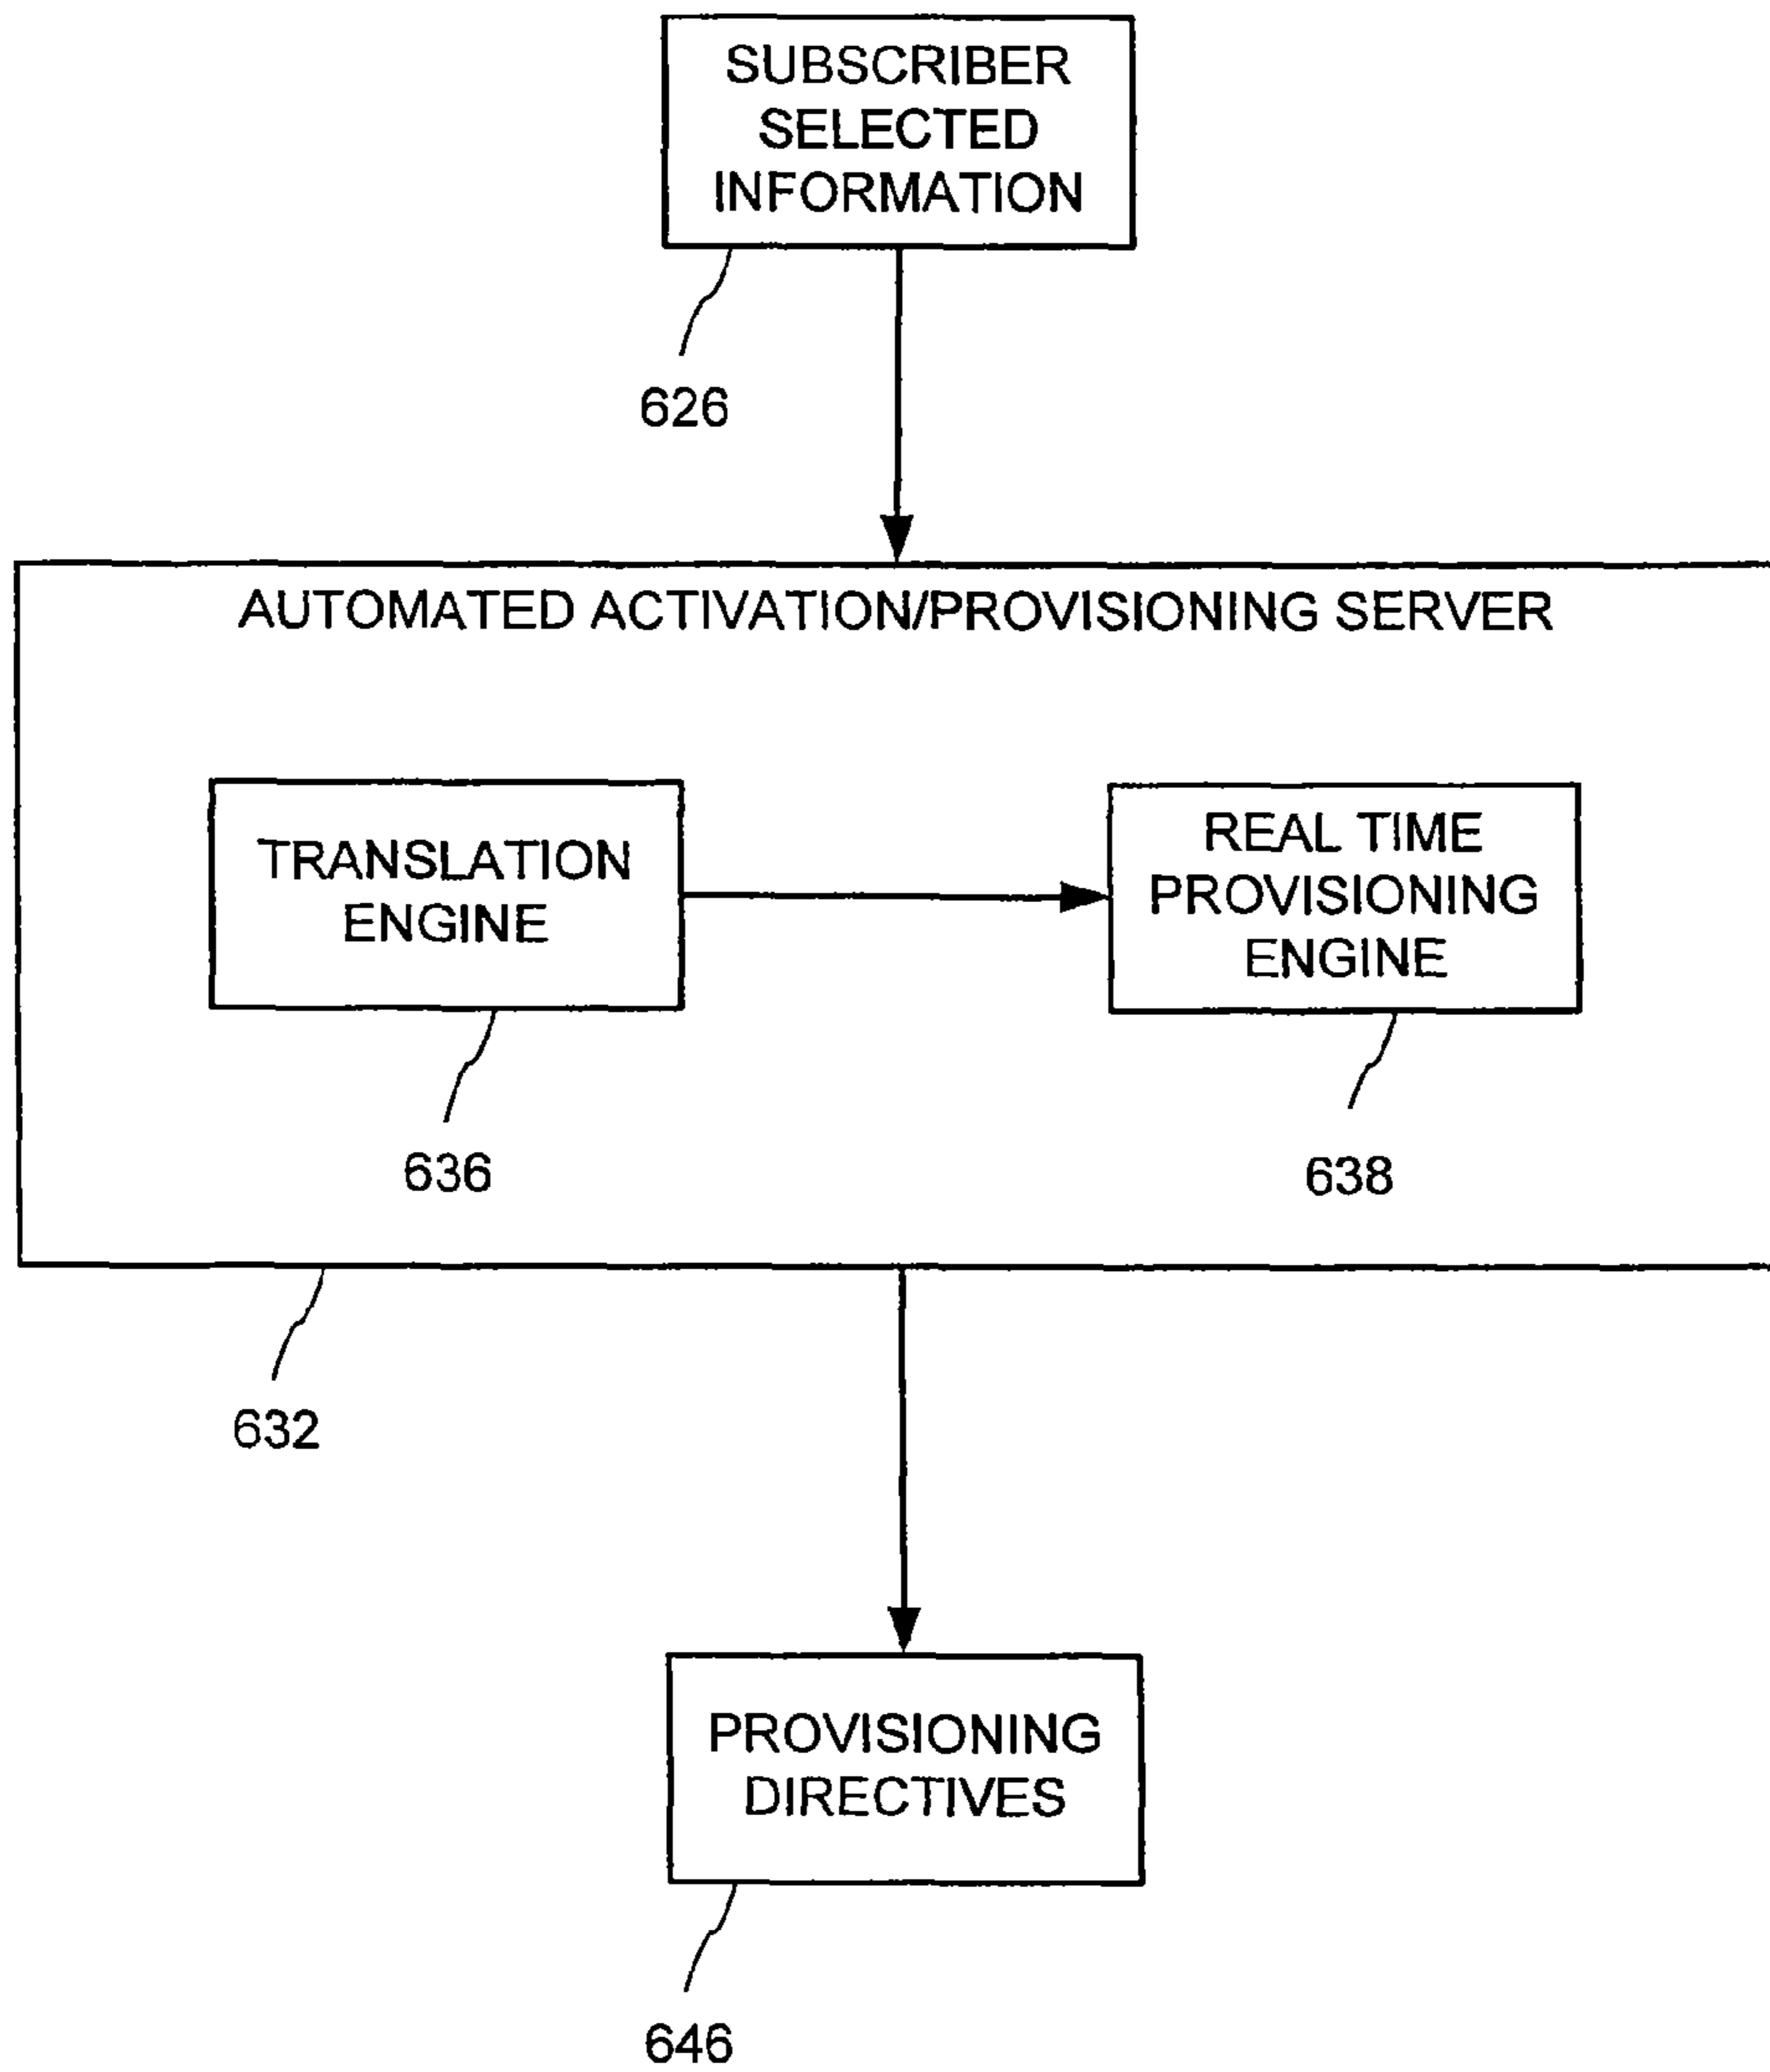 SUBSCRIBER
SELECTED
INFORMATION
626
AUTOMATED ACTIVATION/PROVISIONING SERVER
TRANSLATION
ENGINE
REAL TIME
PROVISIONING
ENGINE
636
638
632
PROVISIONING
DIRECTIVES
646